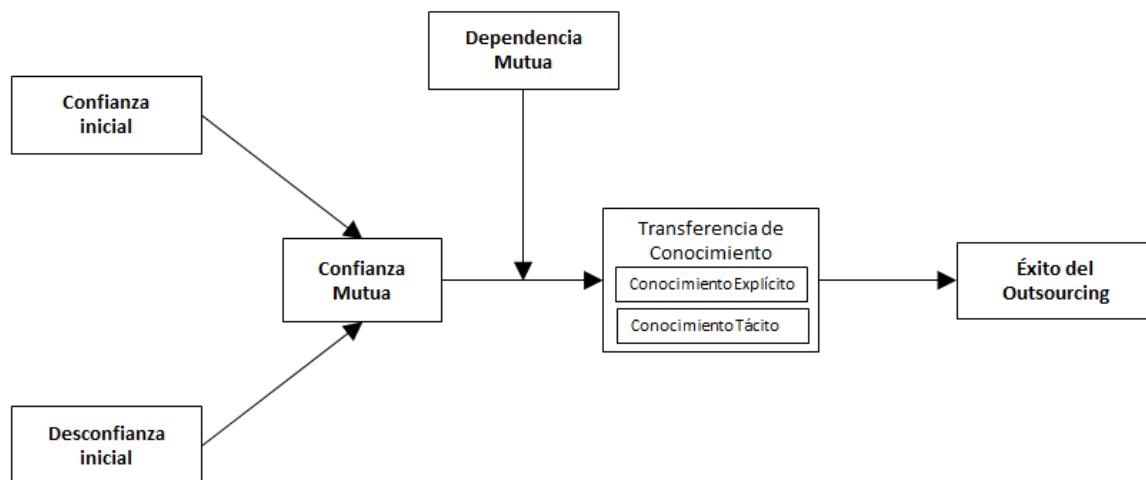 Dependencia
Mutua
Confianza
inicial
Transferencia de
Conocimiento
Confianza
Mutua
Conocimiento Explícito
Conocimiento Tácito
Éxito del
Outsourcing
Desconfianza
inicial